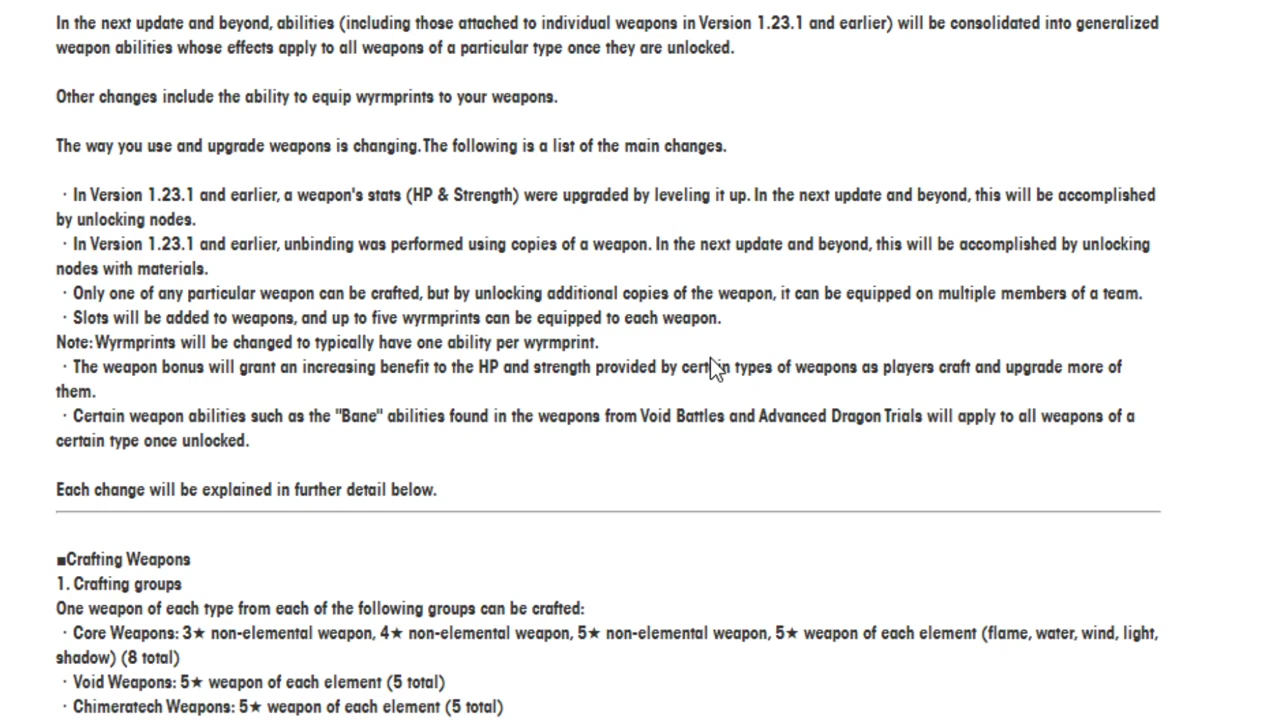 In the next update and beyond, abilities (including those attached to individual weapons in Version 1.23.1 and earlier) will be consolidated into generalized
weapon abilities whose effects apply to all weapons of a particular type once they are unlocked.
Other changes include the ability to equip wyrmprints to your weapons.
The way you use and upgrade weapons is changing. The following is a list of the main changes.
・In Version 1.23.1 and earlier, a weapon's stats (HP & Strength) were upgraded by leveling it up. In the next update and beyond, this will be accomplished
by unlocking nodes.
・In Version 1.23.1 and earlier, unbinding was performed using copies of a weapon. In the next update and beyond, this will be accomplished by unlocking
nodes with materials.
・Only one of any particular weapon can be crafted, but by unlocking additional copies of the weapon, it can be equipped on multiple members of a team.
・Slots will be added to weapons, and up to five wyrmprints can be equipped to each weapon.
Note: Wyrmprints will be changed to typically have one ability per wyrmprint.
・The weapon bonus will grant an increasing benefit to the HP and strength provided by certain types of weapons as players craft and upgrade more of
them.
・Certain weapon abilities such as the "Bane" abilities found in the weapons from Void Battles and Advanced Dragon Trials will apply to all weapons of a
certain type once unlocked.
Each change will be explained in further detail below.
■Crafting Weapons
1. Crafting groups
One weapon of each type from each of the following groups can be crafted:
・Core Weapons: 3★ non-elemental weapon, 4★ non-elemental weapon, 5★ non-elemental weapon, 5★ weapon of each element (flame, water, wind, light,
shadow) (8 total)
・Void Weapons: 5★ weapon of each element (5 total)
・Chimeratech Weapons: 5★ weapon of each element (5 total)